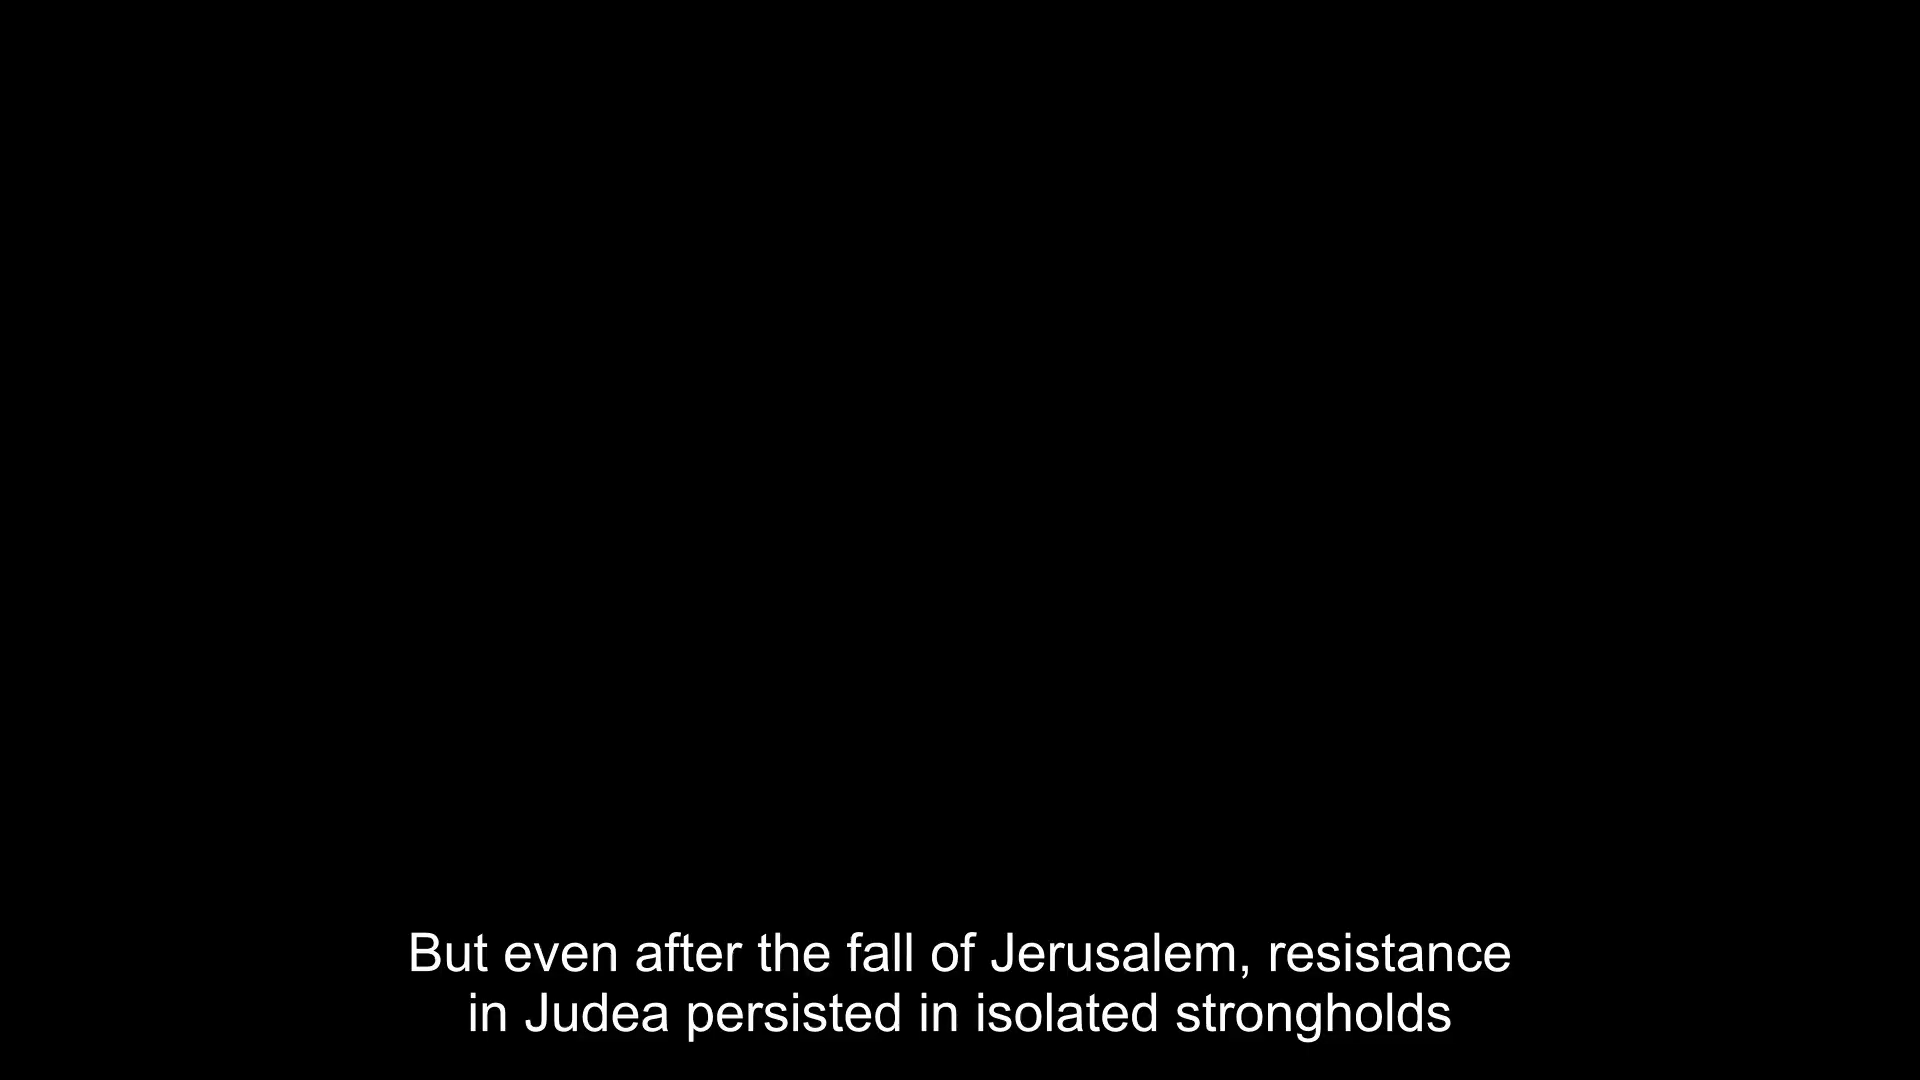 But even after the fall of Jerusalem, resistance
in Judea persisted in isolated strongholds